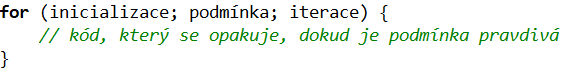 for (inicializace; podmínka; iterace) {
    // kód, který se opakuje, dokud je podmínka pravdivá
}